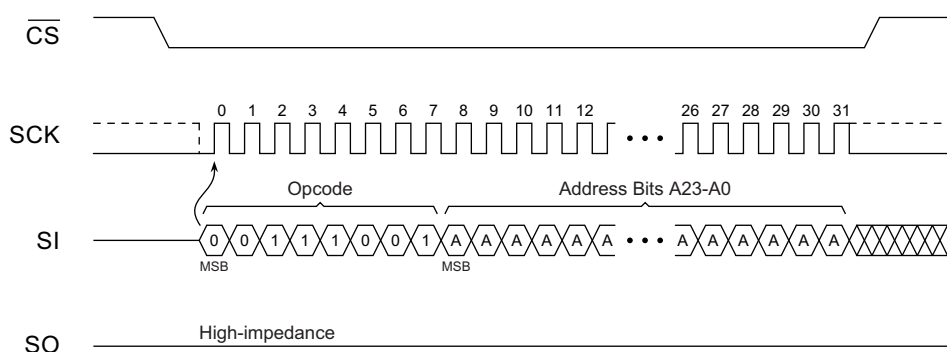 CS
0 1 2 3 4 5 6 7 8 9 10 11 12 26 27 28 29 30 31
SCK
Opcode Address Bits A23-A0
SI 0 0 1 1 1 0 0 1 A A A A A A A A A A A A
MSB MSB
High-impedance
SO